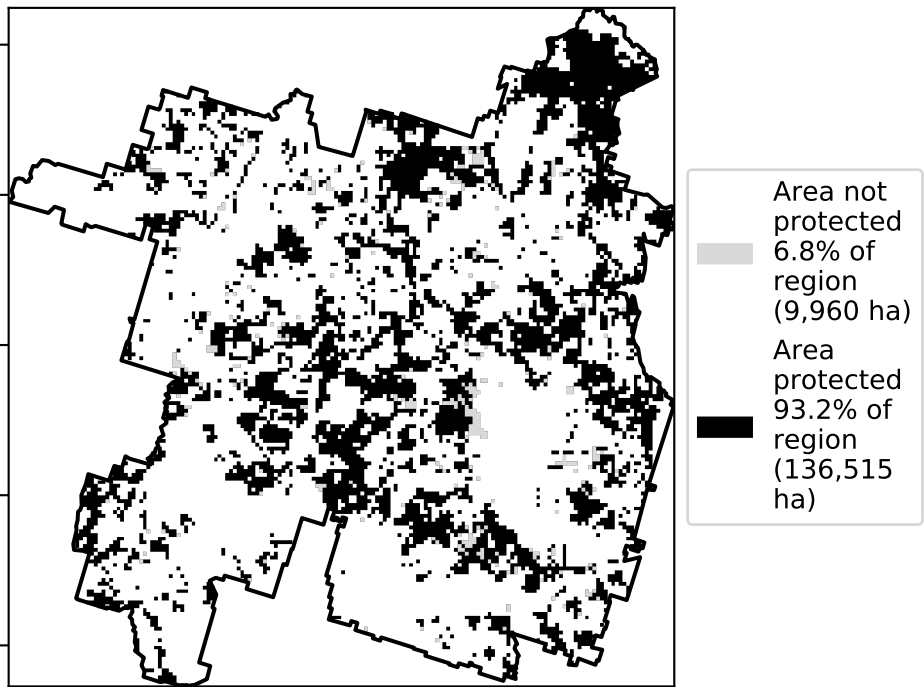 Area not
protected
6.8% of
region
(9,960 ha)
Area
protected
93.2% of
region
(136,515
ha)